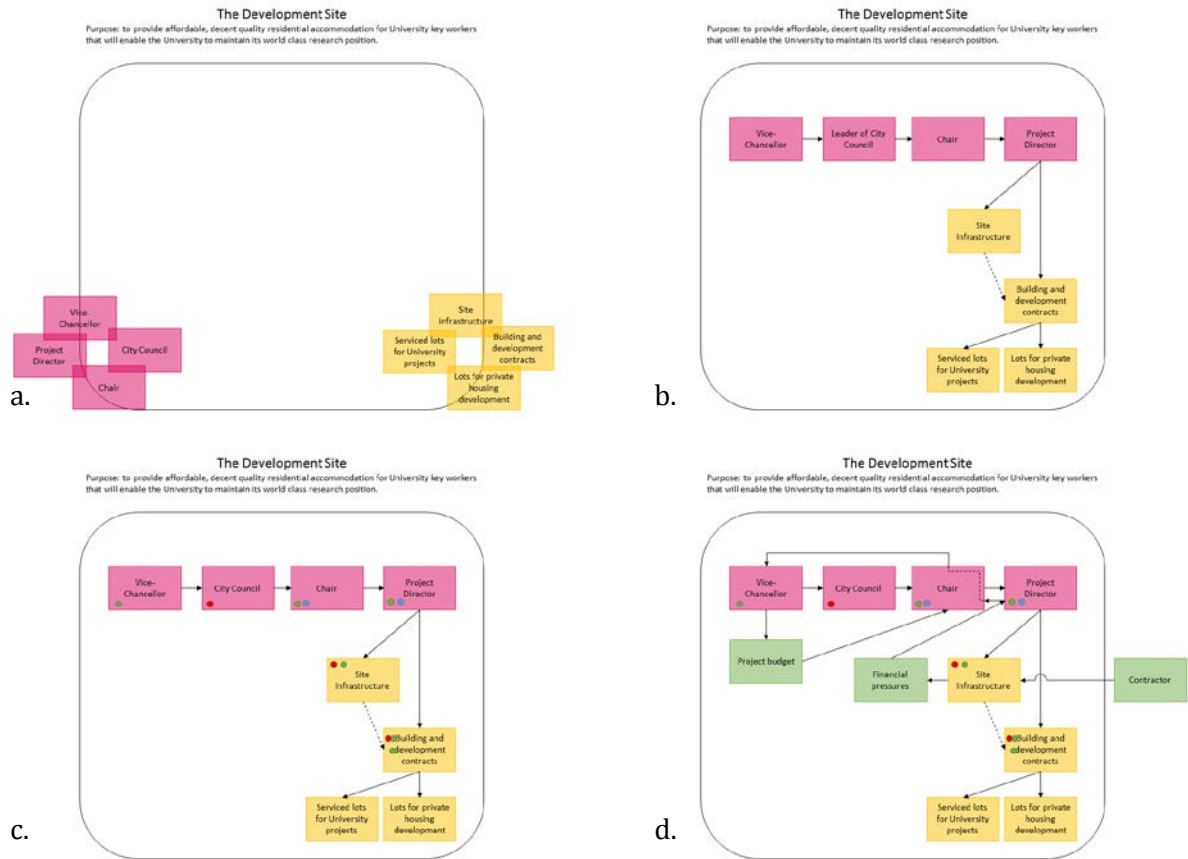 The Development Site
Purpose: to provide affordable, decent quality residential accommodation for University key workers
that will enable the University to maintain its world class research position.
Vice-
Chancellor
Project
Director
City Council
Chair
Site
Infrastructure
Serviced lots
for University
projects
Building and
development
contracts
Lots for private
housing
development
a.
The Development Site
Purpose: to provide affordable, decent quality residential accommodation for University key workers
that will enable the University to maintain its world class research position.
Vice-
Chancellor
Leader of City
Council
Chair
Project
Director
Site
Infrastructure
Building and
development
contracts
Serviced lots
for University
projects
Lots for private
housing
development
b.
The Development Site
Purpose: to provide affordable, decent quality residential accommodation for University key workers
that will enable the University to maintain its world class research position.
Vice-
Chancellor
City Council
Chair
Project
Director
Site
Infrastructure
Building and
development
contracts
Serviced lots
for University
projects
Lots for private
housing
development
c.
The Development Site
Purpose: to provide affordable, decent quality residential accommodation for University key workers
that will enable the University to maintain its world class research position.
Vice-
Chancellor
City Council
Chair
Project
Director
Project budget
Financial
pressures
Site
Infrastructure
Contractor
Building and
development
contracts
Serviced lots
for University
projects
Lots for private
housing
development
d.